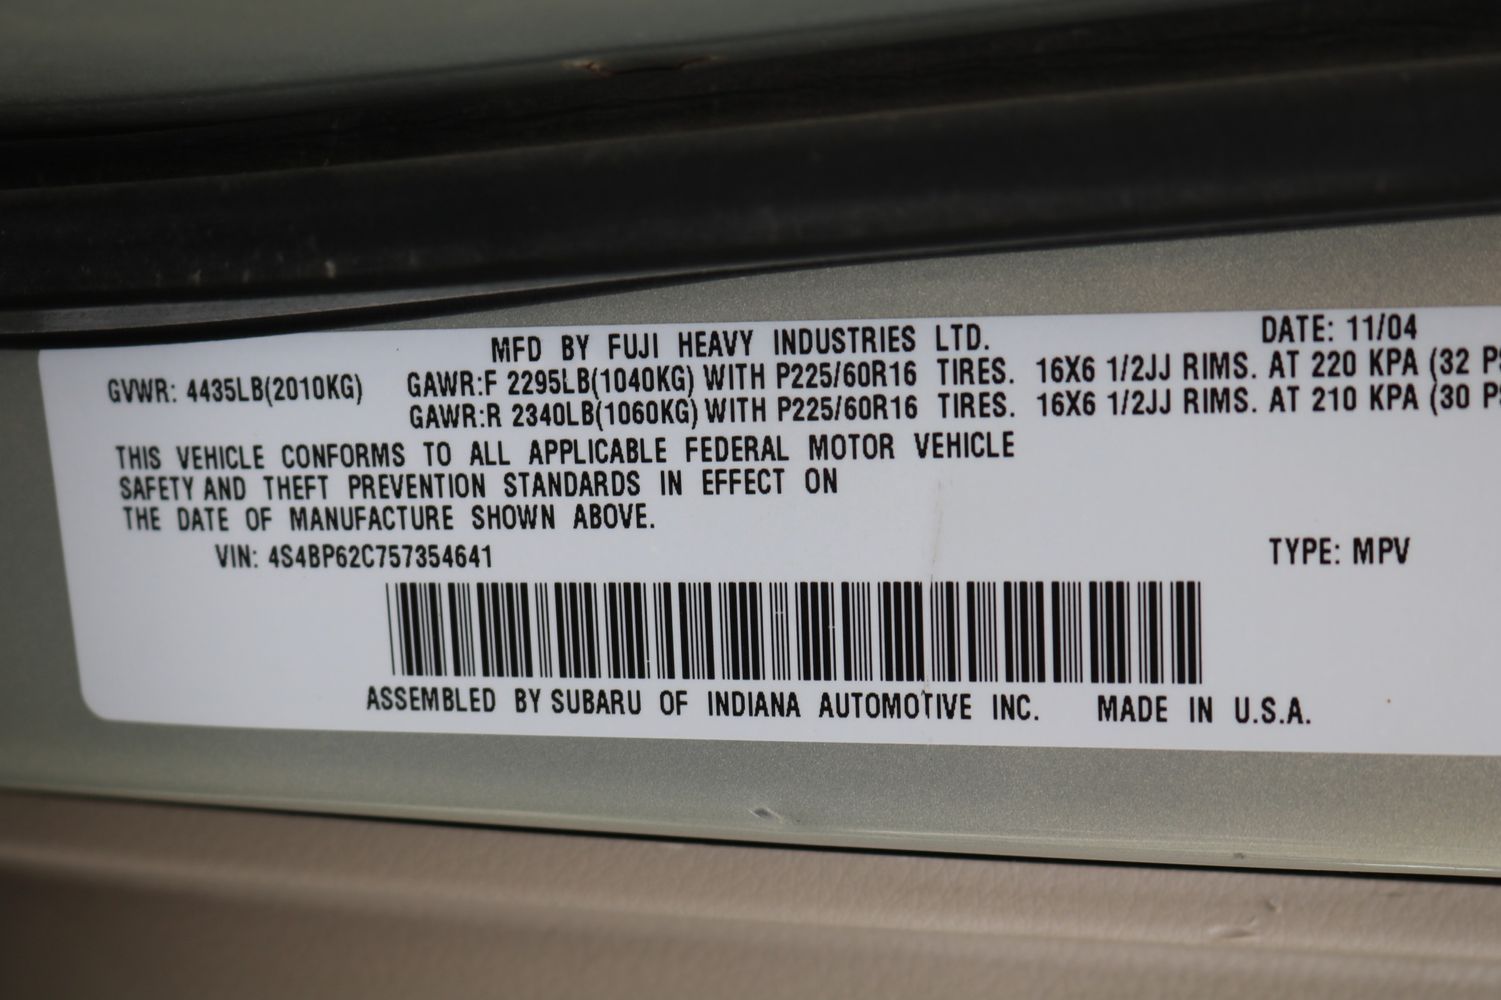 MFD BY FUJI HEAVY INDUSTRIES LTD. DATE: 11/04
GVWR: 4435LB(2010KG) GAWR:F 2295LB(1040KG) WITH P225/60R16 TIRES. 16X6 1/2JJ RIMS. AT 220 KPA (32
GAWR:R 2340LB(1060KG) WITH P225/60R16 TIRES. 16X6 1/2JJ RIMS. AT 210 KPA (30
THIS VEHICLE CONFORMS TO ALL APPLICABLE FEDERAL MOTOR VEHICLE
SAFETY AND THEFT PREVENTION STANDARDS IN EFFECT ON
THE DATE OF MANUFACTURE SHOWN ABOVE.
VIN: 4S4BP62C757354641 TYPE: MPV
ASSEMBLED BY SUBARU OF INDIANA AUTOMOTIVE INC. MADE IN U.S.A.